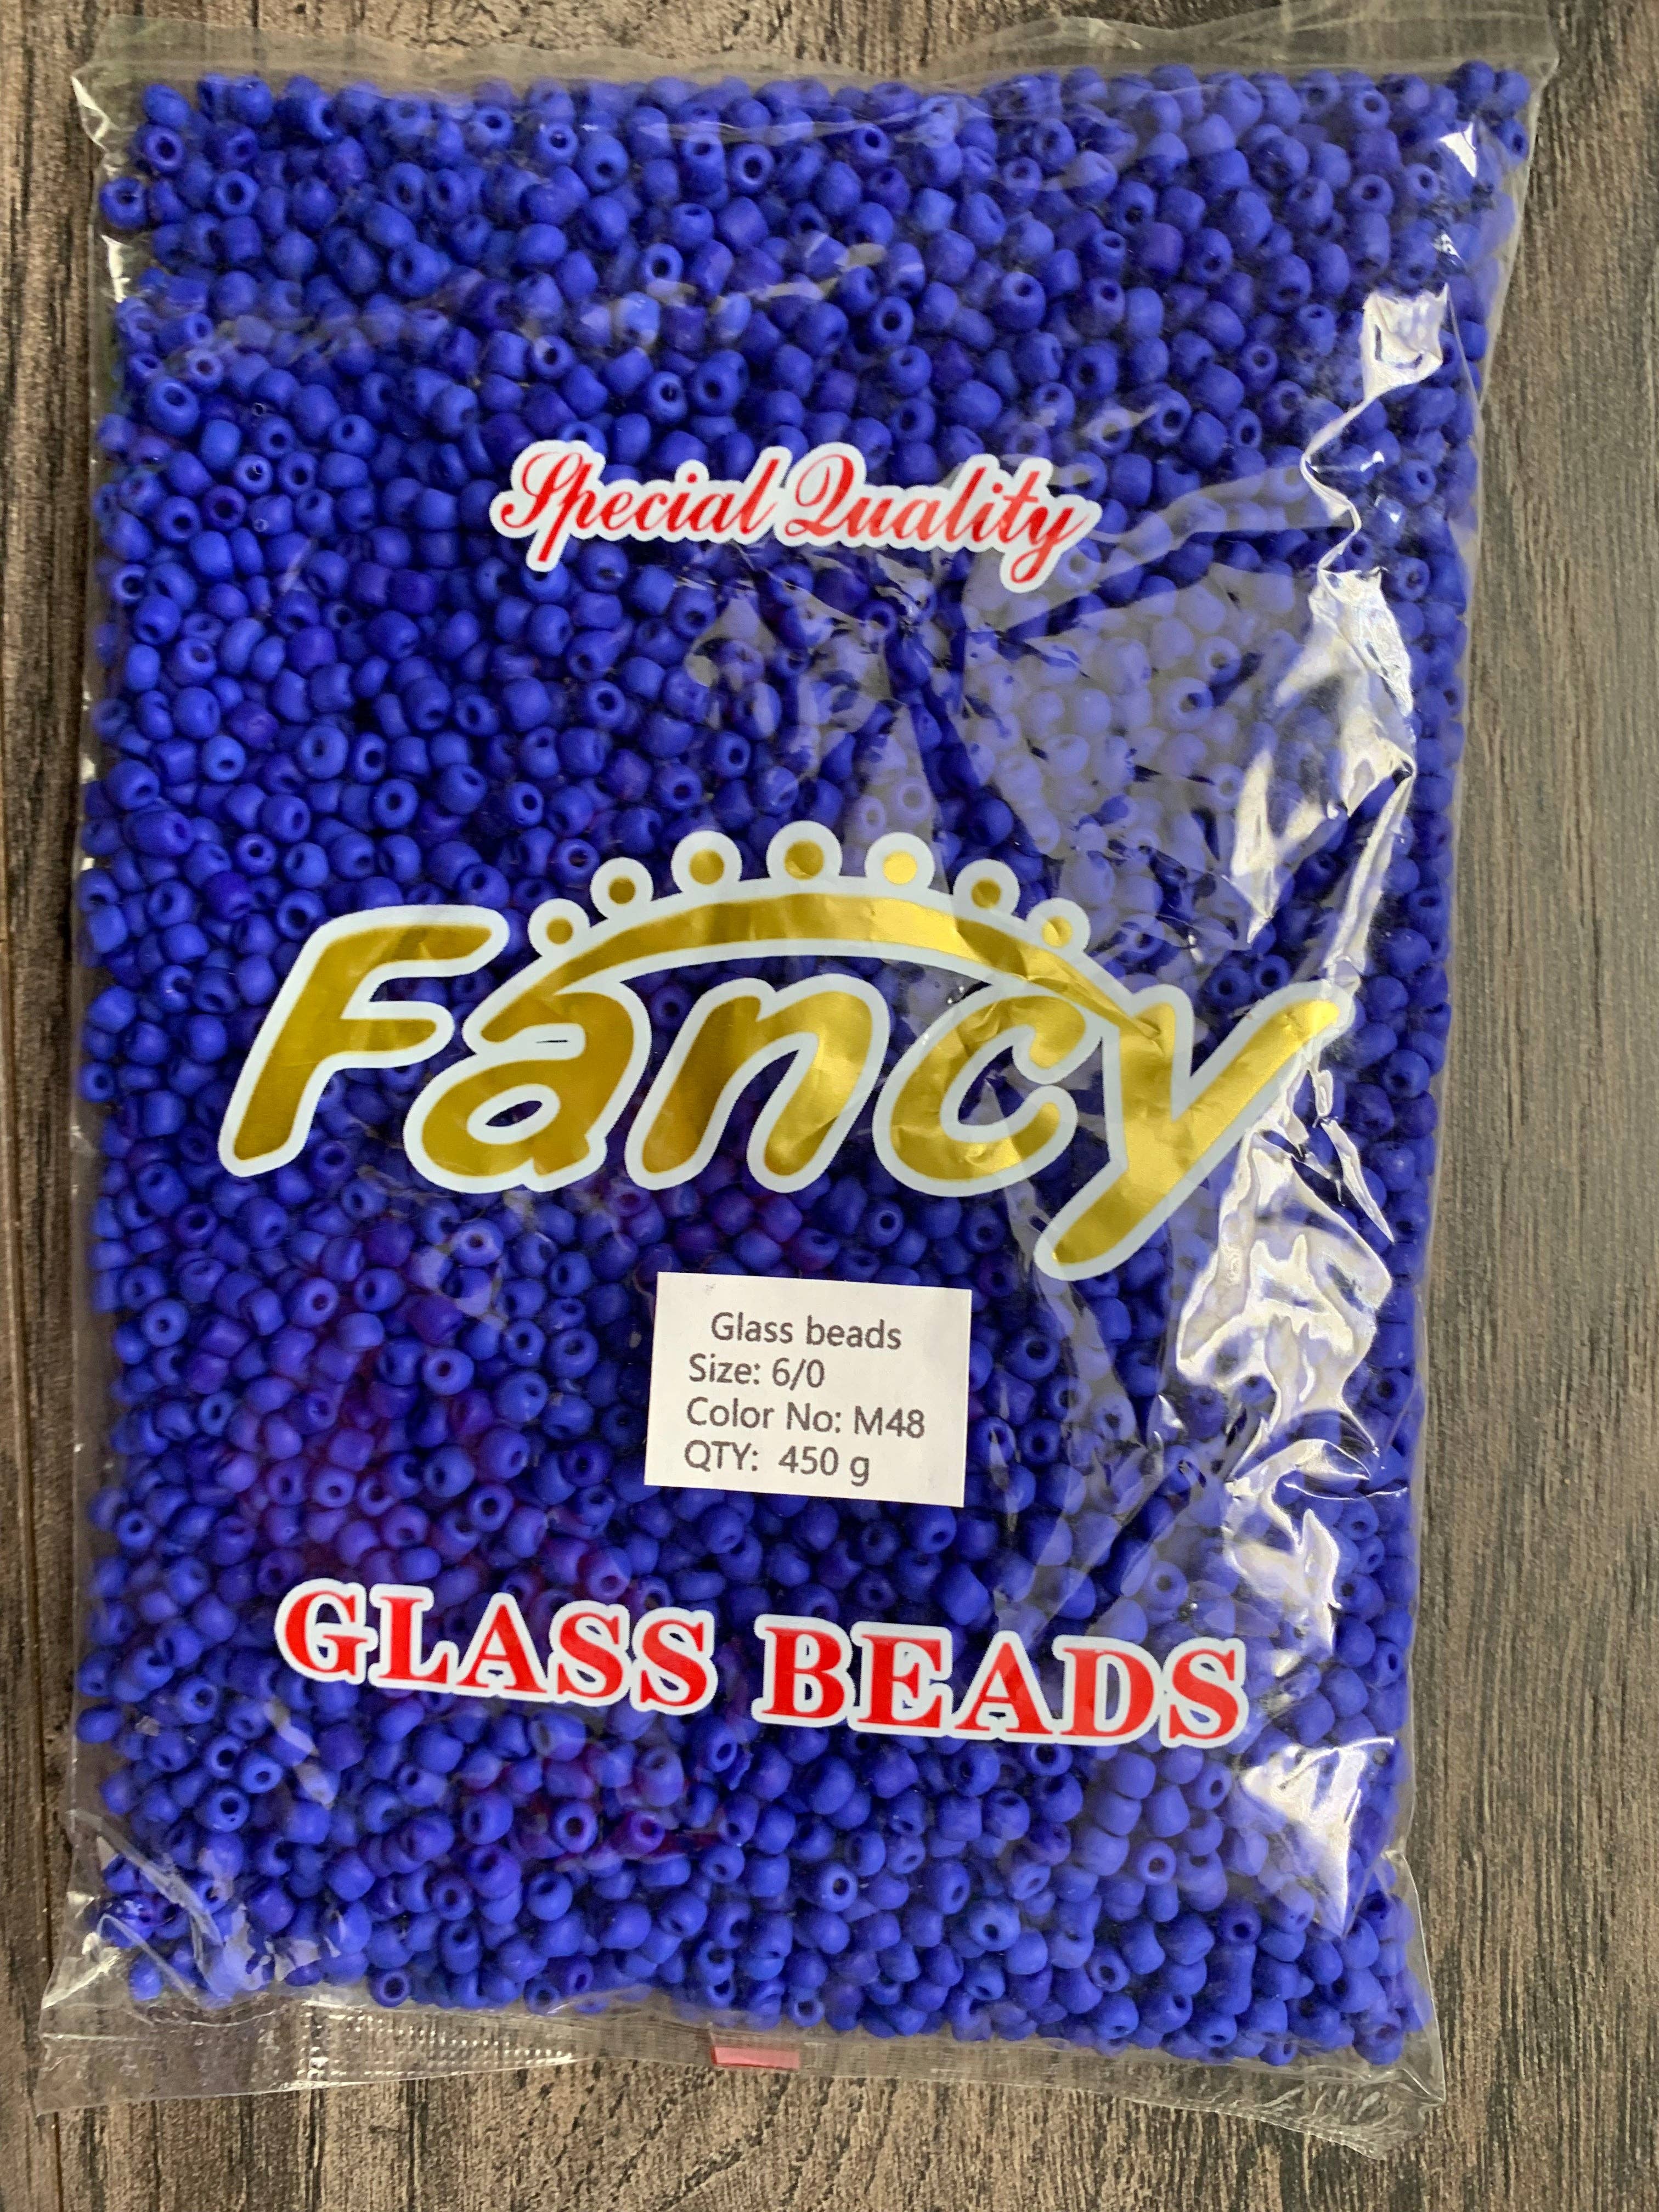 Special Quality
Fancy
Glass beads
Size: 6/0
Color No: M48
QTY: 450 g
GLASS BEADS